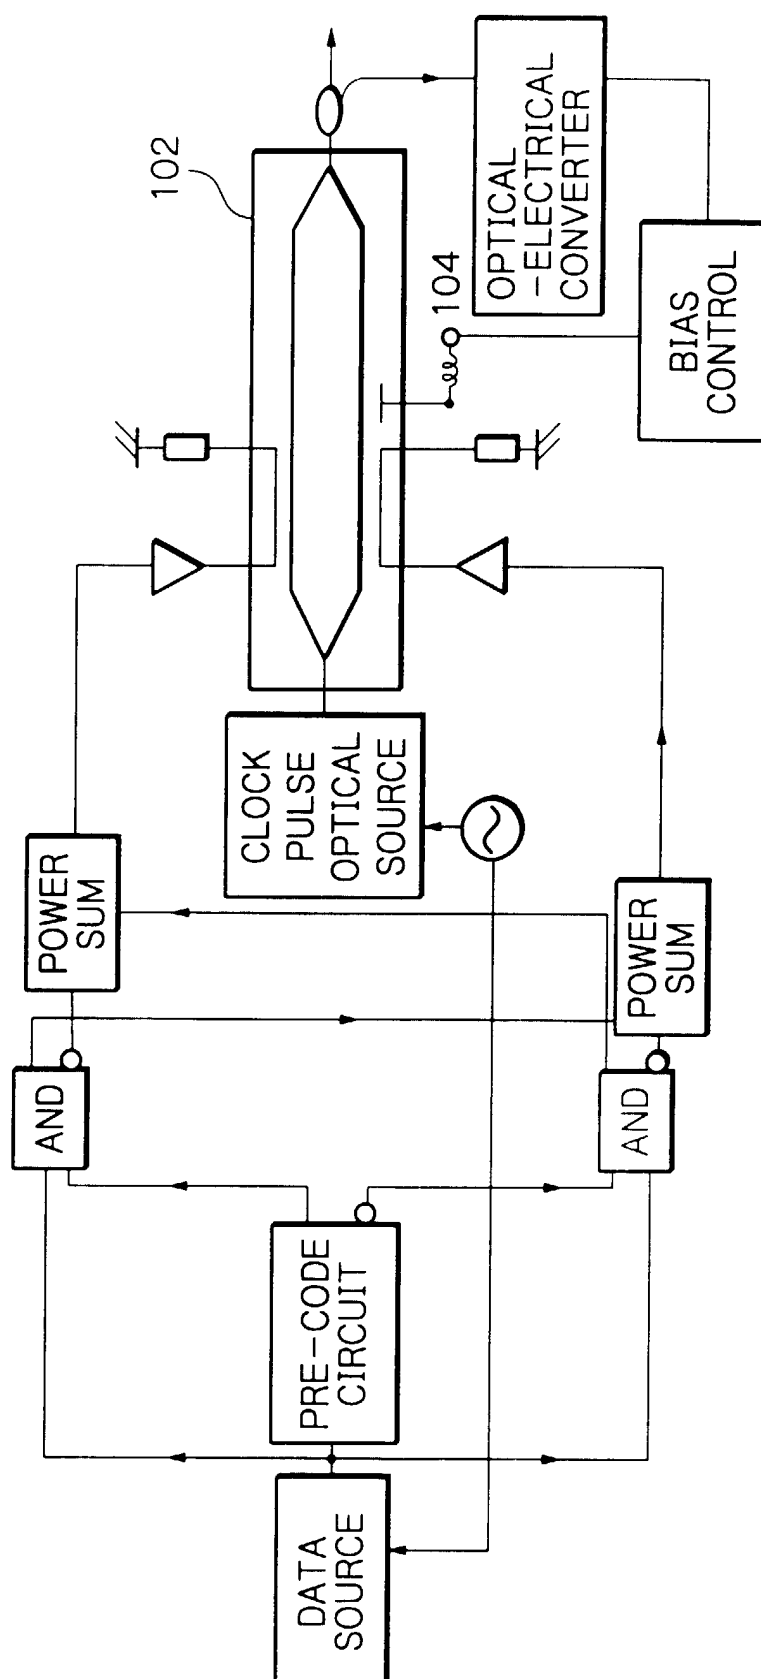 DATA
SOURCE
PRE-CODE
CIRCUIT
AND
AND
POWER
SUM
POWER
SUM
CLOCK
PULSE
OPTICAL
SOURCE
102
104
OPTICAL
-ELECTRICAL
CONVERTER
BIAS
CONTROL